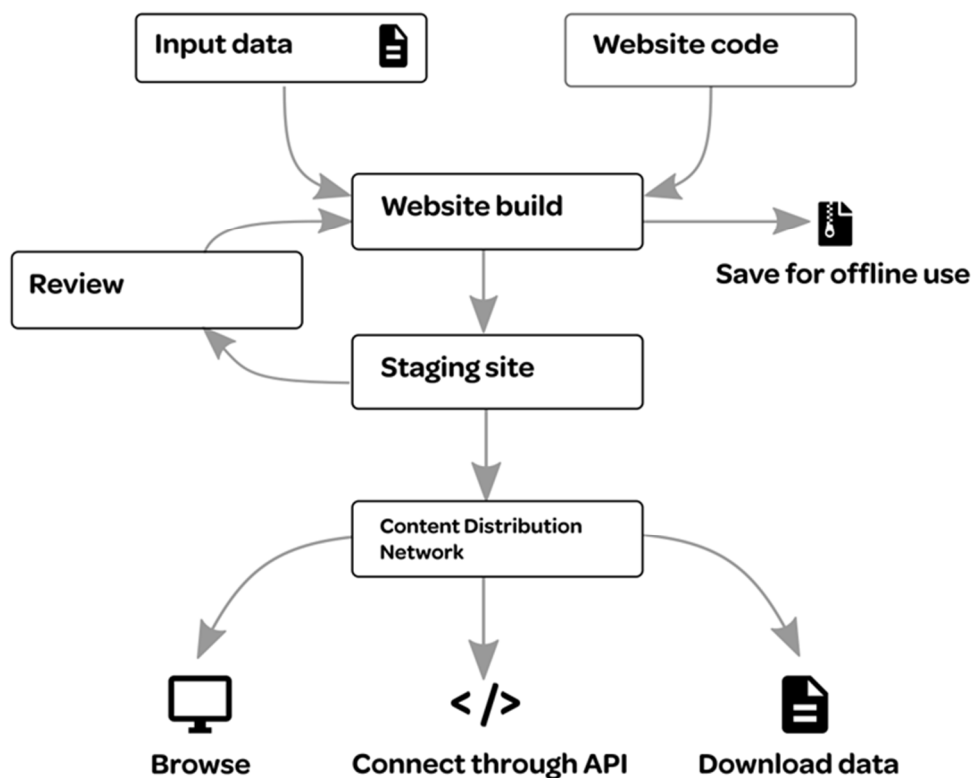 Input data
Website code
Website build
Save for offline use
Review
Staging site
Content Distribution
Network
</>
Browse
Connect through API
Download data